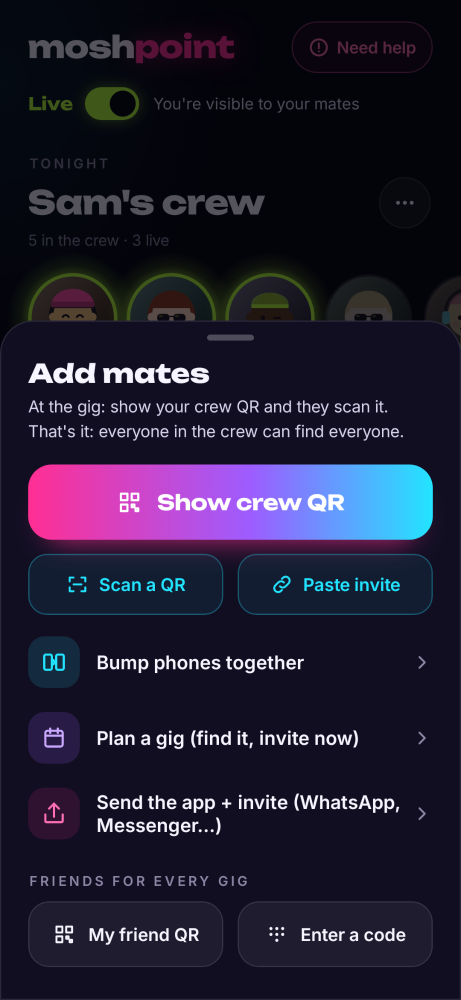 moshpoint
Need help
Live
You're visible to your mates
TONIGHT
Sam's crew
5 in the crew · 3 live
Add mates
At the gig: show your crew QR and they scan it.
That's it: everyone in the crew can find everyone.
Show crew QR
Scan a QR
Paste invite
Bump phones together
Plan a gig (find it, invite now)
Send the app + invite (WhatsApp,
Messenger...)
FRIENDS FOR EVERY GIG
My friend QR
Enter a code